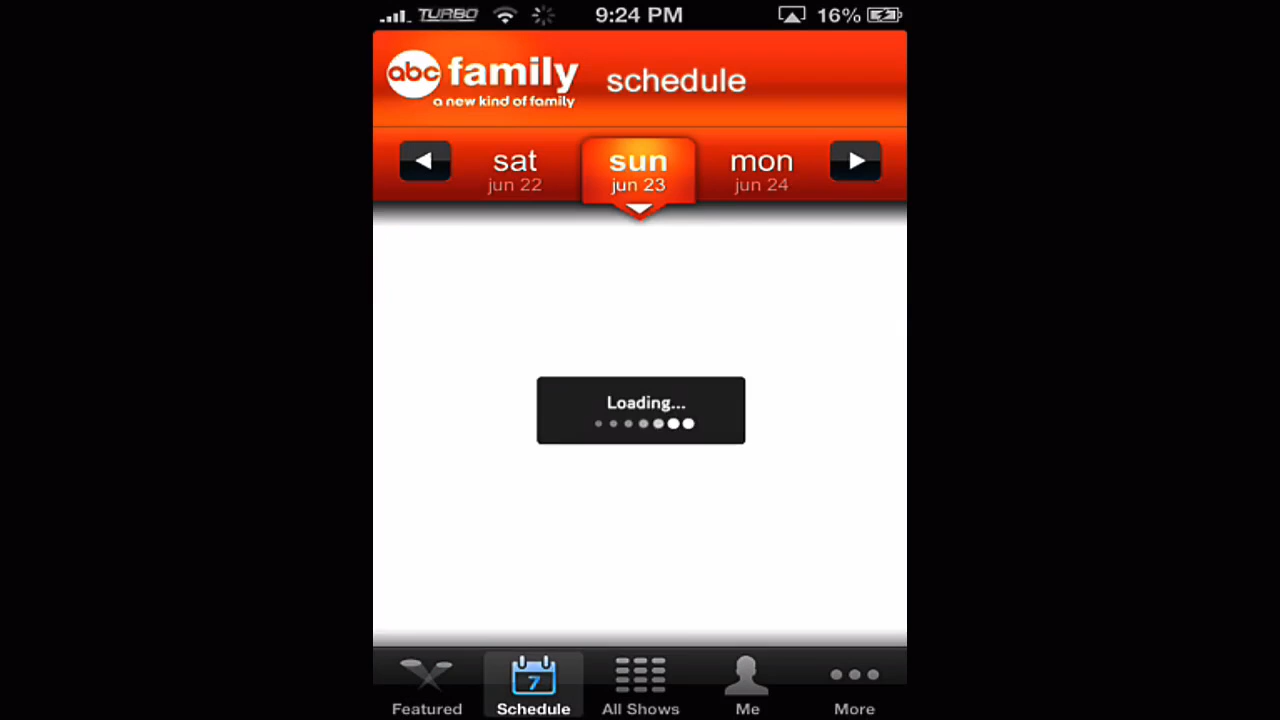 TURBO 9:24 PM 16%
abc family schedule
a new kind of family
sat sun mon
jun 22 jun 23 jun 24
Loading...
7
Featured Schedule All Shows Me More